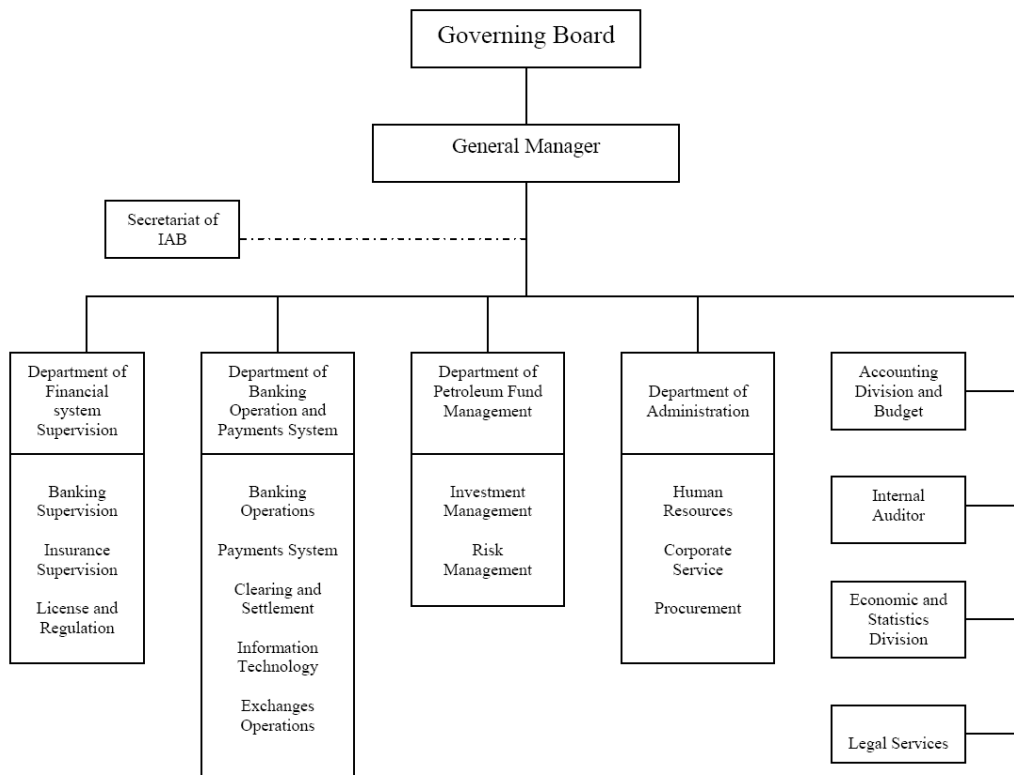 Governing Board
General Manager
Secretariat of
IAB
Department of
Financial
system
Supervision
Banking
Supervision
Insurance
Supervision
License and
Regulation
Department of
Banking
Operation and
Payments System
Banking
Operations
Payments System
Clearing and
Settlement
Information
Technology
Exchanges
Operations
Department
of Petroleum Fund
Management
Investment
Management
Risk
Management
Department of
Administration
Human
Resources
Corporate
Service
Procurement
Accounting
Division and
Budget
Internal
Auditor
Economic and
Statistics
Division
Legal Services